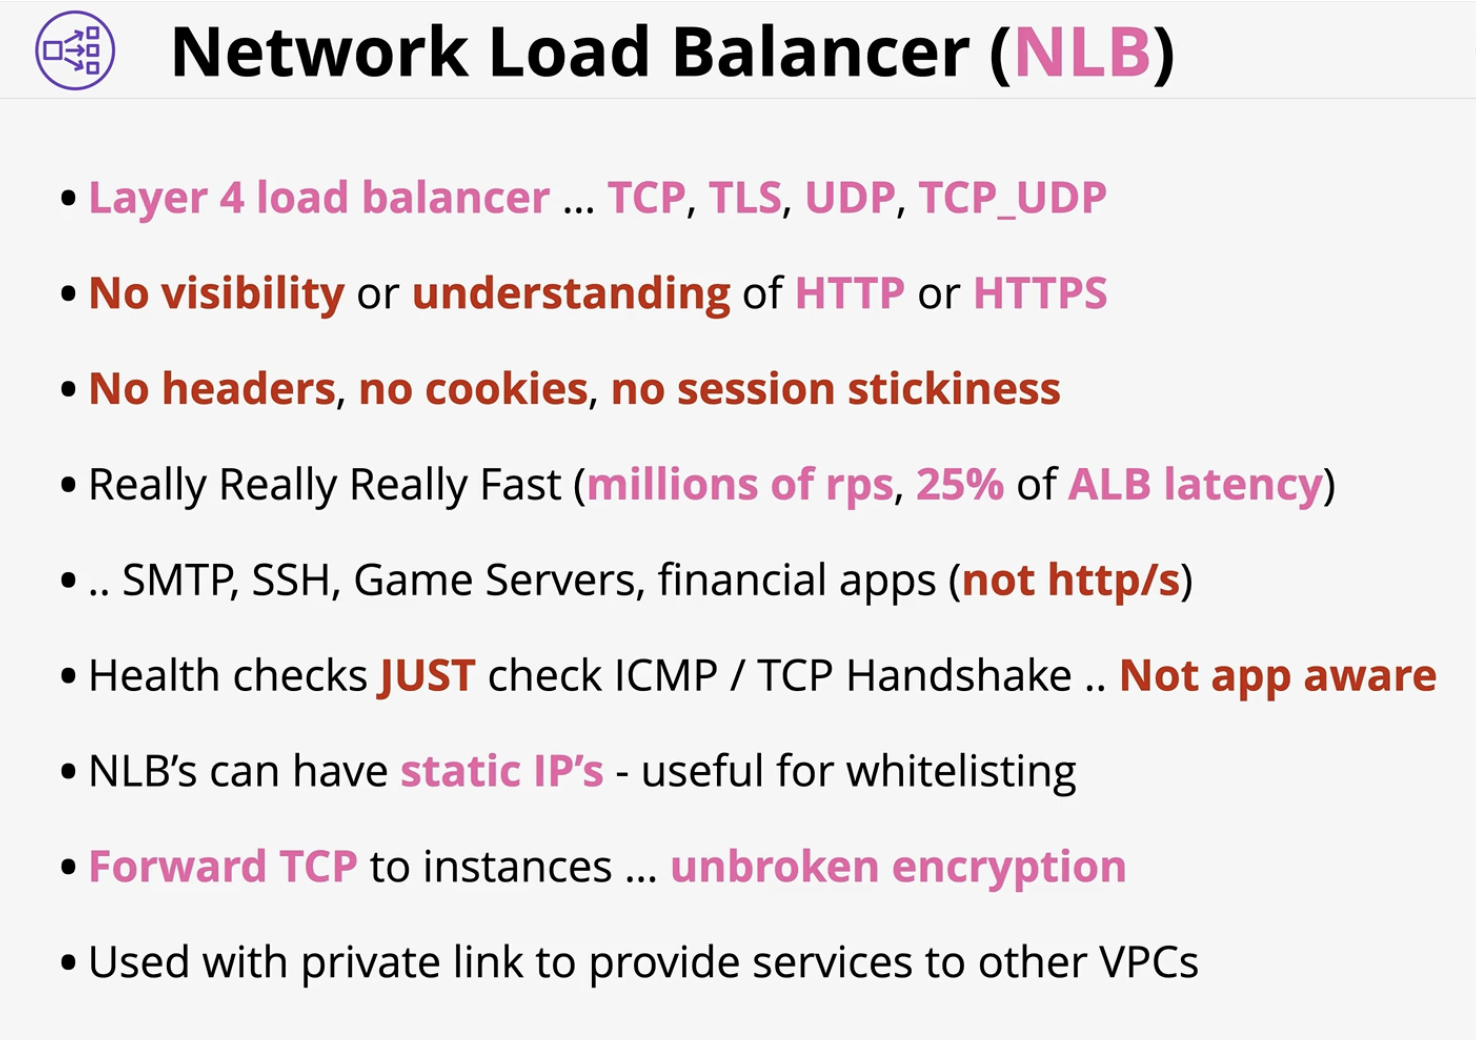 Network Load Balancer (NLB)
• Layer 4 load balancer ... TCP, TLS, UDP, TCP_UDP
• No visibility or understanding of HTTP or HTTPS
• No headers, no cookies, no session stickiness
• Really Really Really Fast (millions of rps, 25% of ALB latency)
• .. SMTP, SSH, Game Servers, financial apps (not http/s)
• Health checks JUST check ICMP / TCP Handshake .. Not app aware
• NLB’s can have static IP’s - useful for whitelisting
• Forward TCP to instances ... unbroken encryption
• Used with private link to provide services to other VPCs